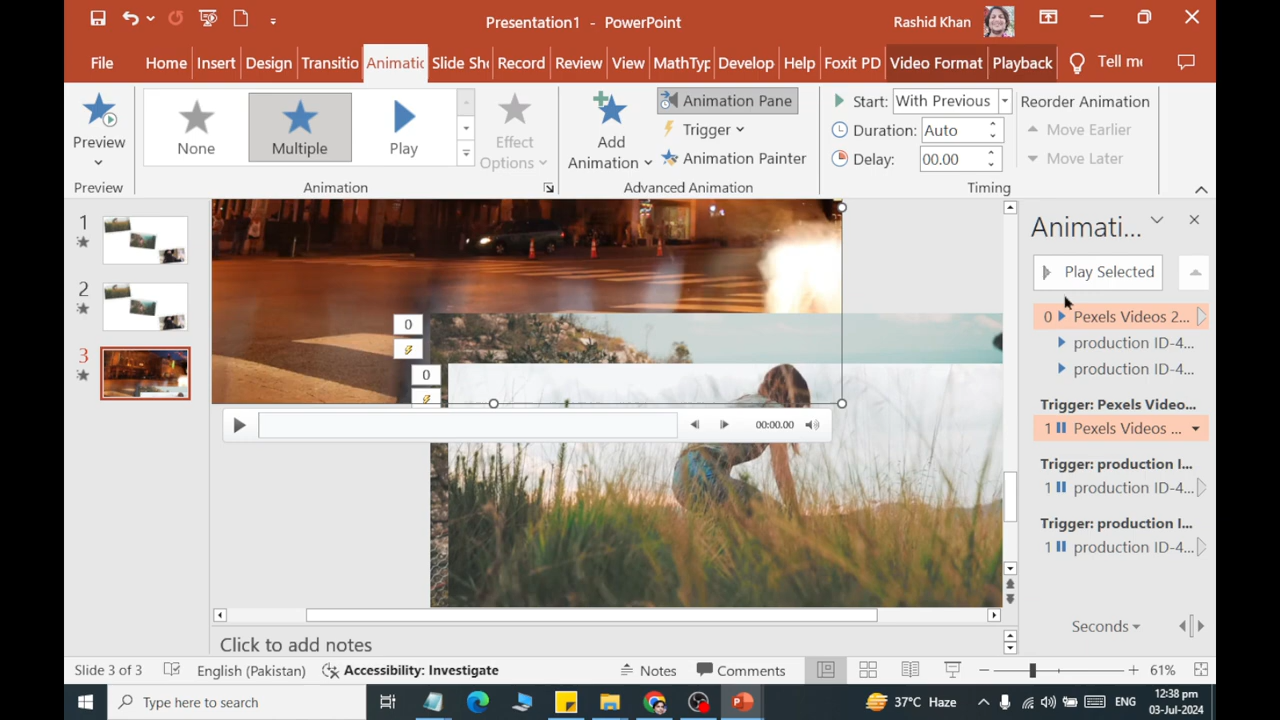 Presentation1 - PowerPoint
Rashid Khan
File Home Insert Design Transitio Animatic Slide Sho Record Review View MathTyp Develop Help Foxit PD Video Format Playback Tell me
Preview
Preview
None
Multiple
Play
Animation
Effect
Options
Add
Animation
Animation Pane
Trigger
Animation Painter
Advanced Animation
Start: With Previous
Duration: Auto
Delay: 00.00
Timing
Reorder Animation
Move Earlier
Move Later
1
2
3
0
0
00:00.00
Animati...
Play Selected
0 Pexels Videos 2...
production ID-4...
production ID-4...
Trigger: Pexels Video...
1 Pexels Videos ...
Trigger: production I...
1 production ID-4...
Trigger: production I...
1 production ID-4...
Seconds
Click to add notes
Slide 3 of 3 English (Pakistan) Accessibility: Investigate Notes Comments 61%
Type here to search
37°C Haze
ENG
12:38 pm
03-Jul-2024